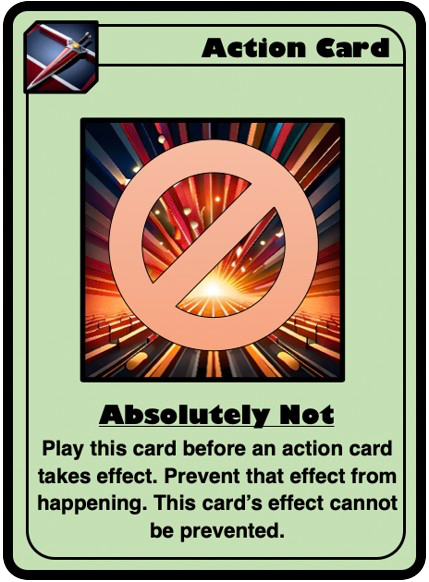 Action Card
Absolutely Not
Play this card before an action card
takes effect. Prevent that effect from
happening. This card’s effect cannot
be prevented.